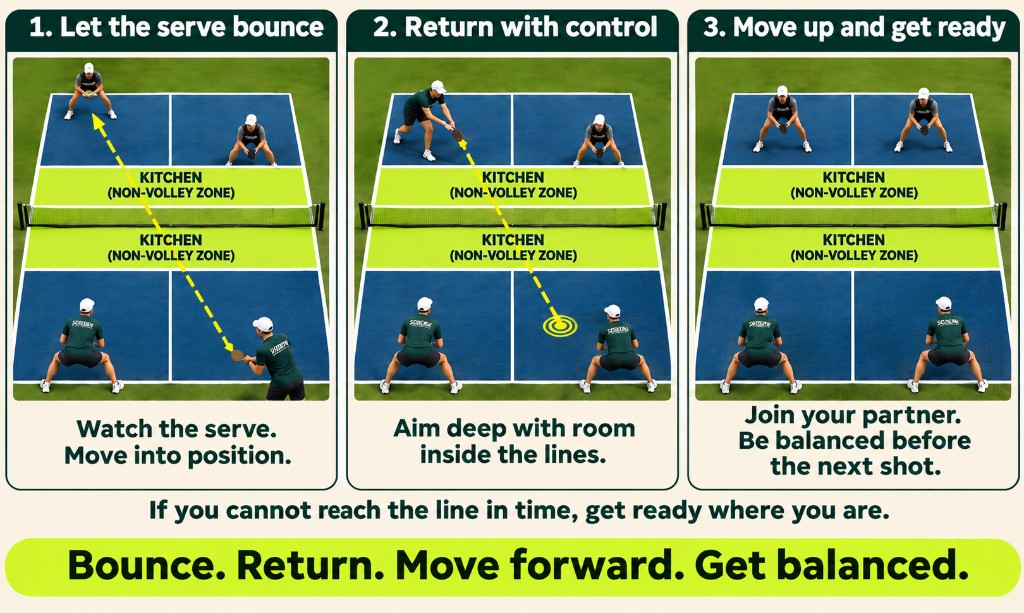 1. Let the serve bounce
KITCHEN
(NON-VOLLEY ZONE)
KITCHEN
(NON-VOLLEY ZONE)
Watch the serve.
Move into position.
2. Return with control
KITCHEN
(NON-VOLLEY ZONE)
KITCHEN
(NON-VOLLEY ZONE)
Aim deep with room
inside the lines.
3. Move up and get ready
KITCHEN
(NON-VOLLEY ZONE)
KITCHEN
(NON-VOLLEY ZONE)
Join your partner.
Be balanced before
the next shot.
If you cannot reach the line in time, get ready where you are.
Bounce. Return. Move forward. Get balanced.